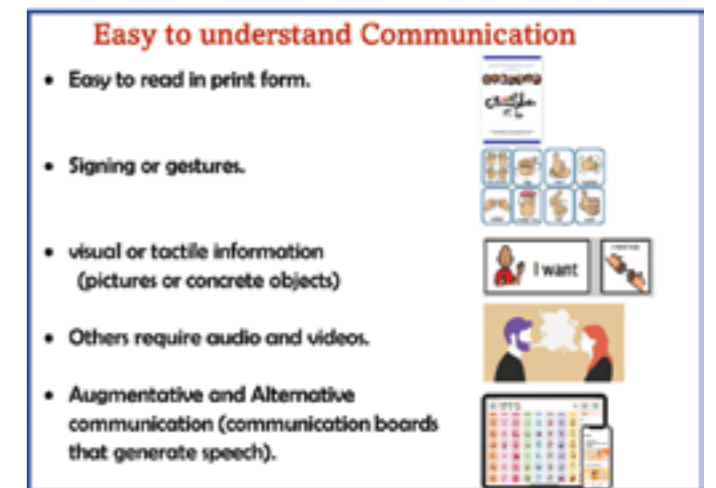 Easy to understand Communication
• Easy to read in print form.
• Signing or gestures.
• visual or tactile information
(pictures or concrete objects)
I want
• Others require audio and videos.
• Augmentative and Alternative
communication (communication boards
that generate speech).